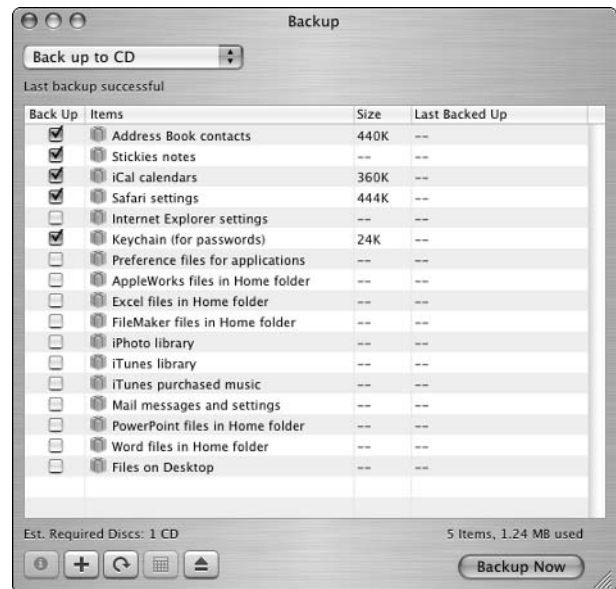 Backup
Back up to CD
Last backup successful
Back Up Items Size Last Backed Up
Address Book contacts 440K --
Stickies notes -- --
iCal calendars 360K --
Safari settings 444K --
Internet Explorer settings -- --
Keychain (for passwords) 24K --
Preference files for applications -- --
AppleWorks files in Home folder -- --
Excel files in Home folder -- --
FileMaker files in Home folder -- --
iPhoto library -- --
iTunes library -- --
iTunes purchased music -- --
Mail messages and settings -- --
PowerPoint files in Home folder -- --
Word files in Home folder -- --
Files on Desktop -- --
Est. Required Discs: 1 CD 5 Items, 1.24 MB used
Backup Now